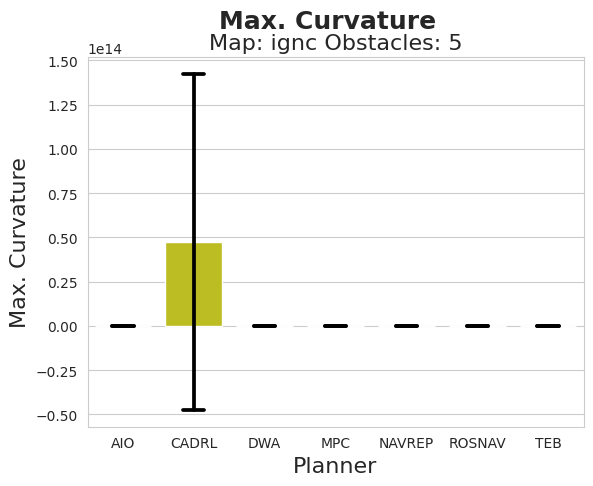 Max. Curvature
Map: ignc Obstacles: 5
1e14
1.50
1.25
1.00
0.75
0.50
0.25
0.00
−0.25
−0.50
Max. Curvature
AIO CADRL DWA MPC NAVREP ROSNAV TEB
Planner